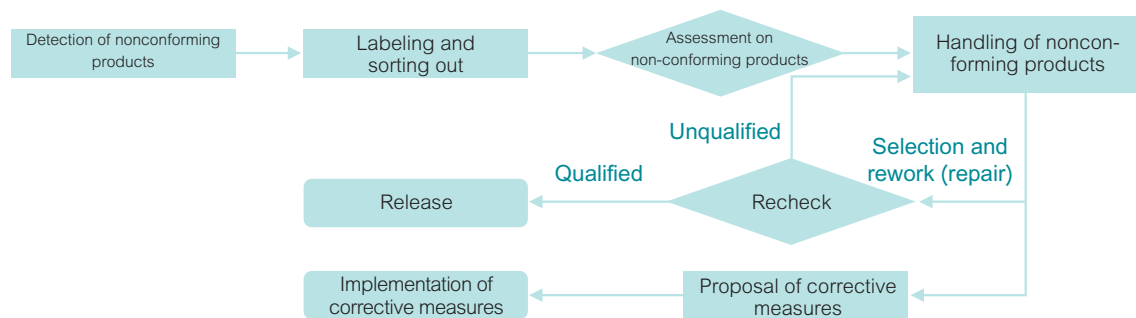 Detection of nonconforming
products
Labeling and
sorting out
Assessment on
non-conforming products
Handling of noncon-
forming products
Unqualified
Selection and
rework (repair)
Qualified
Release
Recheck
Implementation of
corrective measures
Proposal of corrective
measures